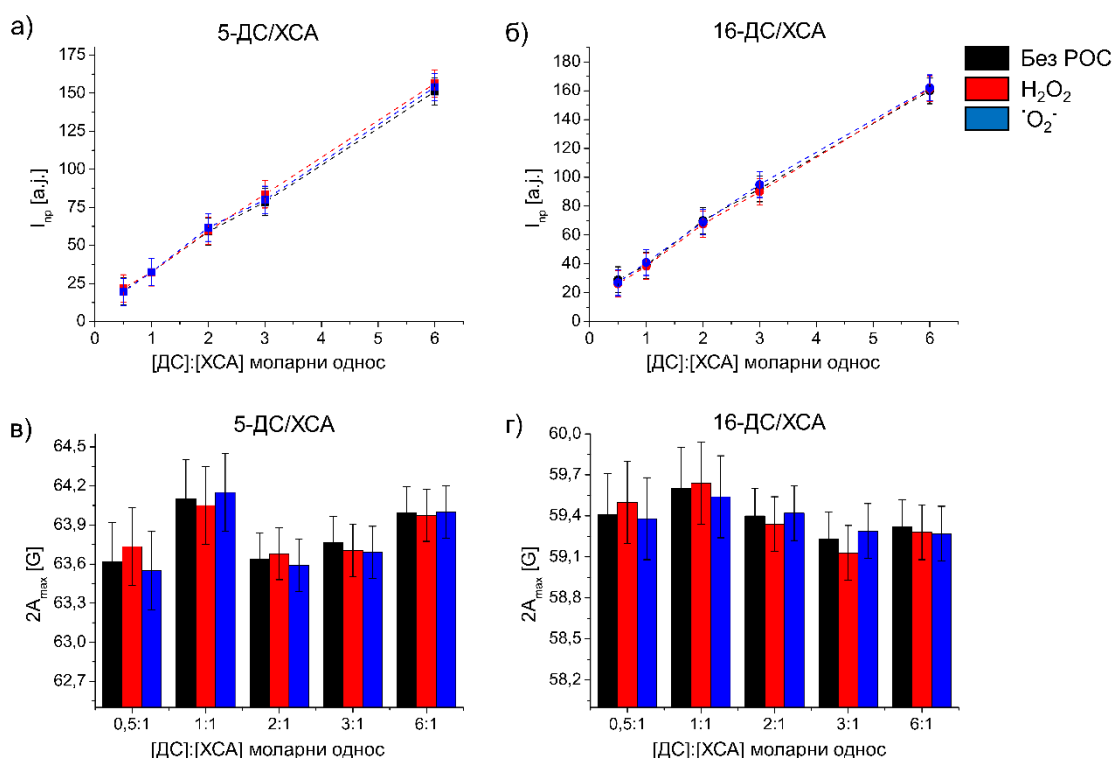 а)
5-ДС/ХСА
175
150
125
100
75
50
25
0
Iпр [a.j.]
0 1 2 3 4 5 6
[ДС]:[ХСА] моларни однос
б)
16-ДС/ХСА
180
160
140
120
100
80
60
40
20
0
Iпр [a.j.]
0 1 2 3 4 5 6
[ДС]:[ХСА] моларни однос
Без РОС
H₂O₂
˙O₂⁻
в)
5-ДС/ХСА
64,5
64,2
63,9
63,6
63,3
63,0
62,7
2Amax [G]
0,5:1 1:1 2:1 3:1 6:1
[ДС]:[ХСА] моларни однос
г)
16-ДС/ХСА
60,0
59,7
59,4
59,1
58,8
58,5
58,2
2Amax [G]
0,5:1 1:1 2:1 3:1 6:1
[ДС]:[ХСА] моларни однос